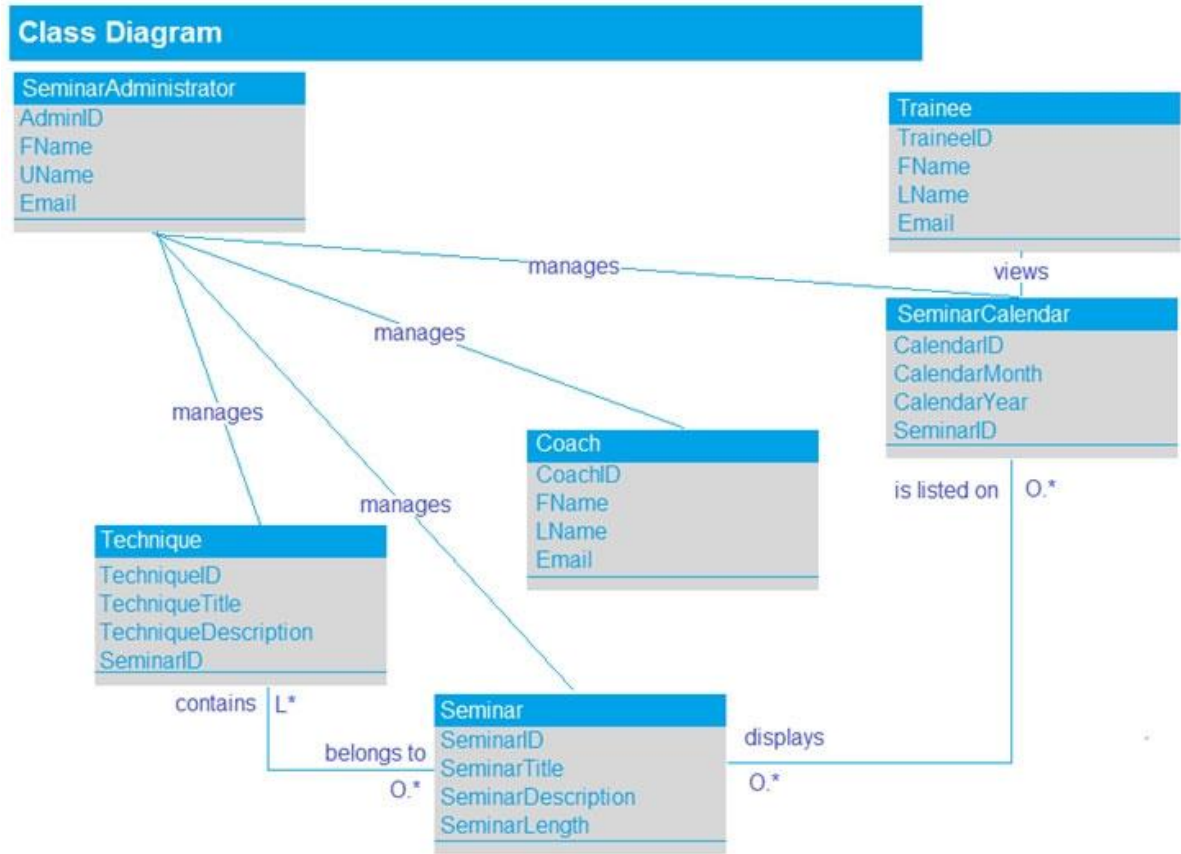 Class Diagram
SeminarAdministrator
AdminID
FName
UName
Email
Trainee
TraineeID
FName
LName
Email
manages
views
manages
SeminarCalendar
CalendarID
CalendarMonth
CalendarYear
SeminarID
manages
Coach
CoachID
FName
LName
Email
manages
is listed on O.*
Technique
TechniqueID
TechniqueTitle
TechniqueDescription
SeminarID
contains L*
Seminar
SeminarID
SeminarTitle
SeminarDescription
SeminarLength
belongs to
O.*
displays
O.*